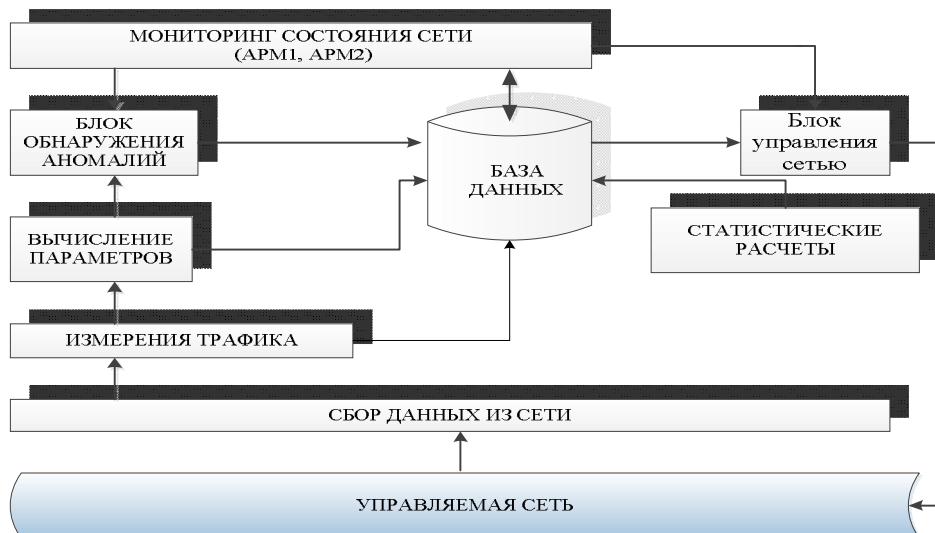 МОНИТОРИНГ СОСТОЯНИЯ СЕТИ
(АРМ1, АРМ2)
БЛОК
ОБНАРУЖЕНИЯ
АНОМАЛИЙ
БАЗА
ДАННЫХ
Блок
управления
сетью
ВЫЧИСЛЕНИЕ
ПАРАМЕТРОВ
СТАТИСТИЧЕСКИЕ
РАСЧЕТЫ
ИЗМЕРЕНИЯ ТРАФИКА
СБОР ДАННЫХ ИЗ СЕТИ
УПРАВЛЯЕМАЯ СЕТЬ